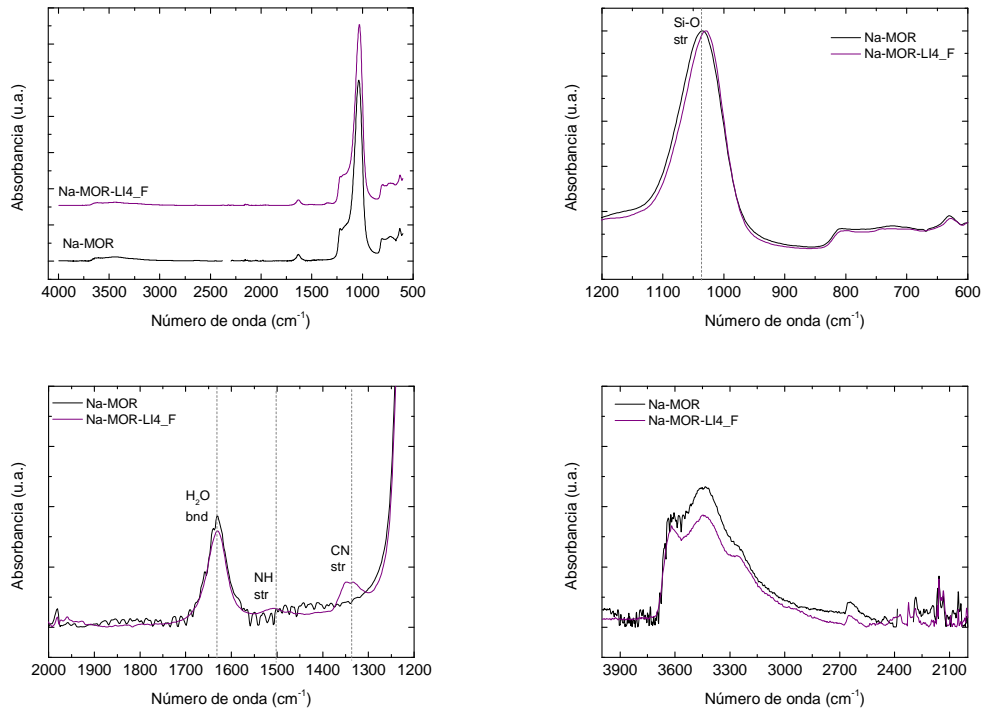 Absorbancia (u.a.)
Na-MOR-LI4_F
Na-MOR
4000 3500 3000 2500 2000 1500 1000 500
Número de onda (cm-1)
Absorbancia (u.a.)
Si-O
str
Na-MOR
Na-MOR-LI4_F
1200 1100 1000 900 800 700 600
Número de onda (cm-1)
Absorbancia (u.a.)
Na-MOR
Na-MOR-LI4_F
H2O
bnd
NH
str
CN
str
2000 1900 1800 1700 1600 1500 1400 1300 1200
Número de onda (cm-1)
Absorbancia (u.a.)
Na-MOR
Na-MOR-LI4_F
3900 3600 3300 3000 2700 2400 2100
Número de onda (cm-1)